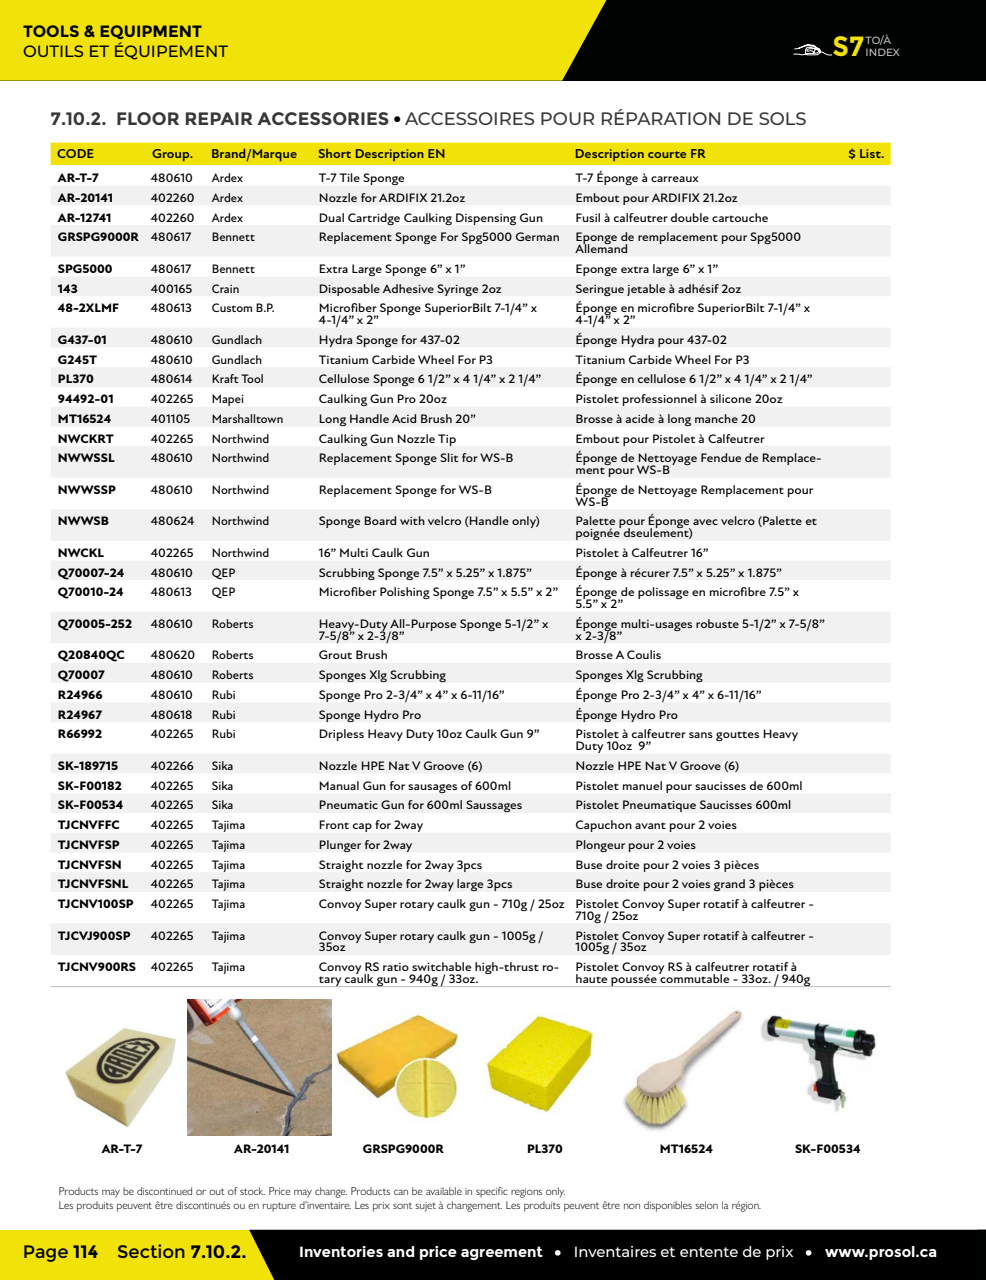 TOOLS & EQUIPMENT
OUTILS ET ÉQUIPEMENT
S7 TO/À INDEX
7.10.2. FLOOR REPAIR ACCESSORIES • ACCESSOIRES POUR RÉPARATION DE SOLS
CODE Group. Brand/Marque Short Description EN Description courte FR $ List.
AR-T-7 480610 Ardex T-7 Tile Sponge T-7 Éponge à carreaux
AR-20141 402260 Ardex Nozzle for ARDIFIX 21.2oz Embout pour ARDIFIX 21.2oz
AR-12741 402260 Ardex Dual Cartridge Caulking Dispensing Gun Fusil à calfeutrer double cartouche
GRSPG9000R 480617 Bennett Replacement Sponge For Spg5000 German Eponge de remplacement pour Spg5000
Allemand
SPG5000 480617 Bennett Extra Large Sponge 6” x 1” Eponge extra large 6” x 1”
143 400165 Crain Disposable Adhesive Syringe 2oz Seringue jetable à adhésif 2oz
48-2XLMF 480613 Custom B.P. Microfiber Sponge SuperiorBilt 7-1/4” x Éponge en microfibre SuperiorBilt 7-1/4” x
4-1/4” x 2” 4-1/4” x 2”
G437-01 480610 Gundlach Hydra Sponge for 437-02 Éponge Hydra pour 437-02
G245T 480610 Gundlach Titanium Carbide Wheel For P3 Titanium Carbide Wheel For P3
PL370 480614 Kraft Tool Cellulose Sponge 6 1/2” x 4 1/4” x 2 1/4” Éponge en cellulose 6 1/2” x 4 1/4” x 2 1/4”
94492-01 402265 Mapei Caulking Gun Pro 20oz Pistolet professionnel à silicone 20oz
MT16524 401105 Marshalltown Long Handle Acid Brush 20” Brosse à acide à long manche 20
NWCKRT 402265 Northwind Caulking Gun Nozzle Tip Embout pour Pistolet à Calfeutrer
NWWSSL 480610 Northwind Replacement Sponge Slit for WS-B Éponge de Nettoyage Fendue de Remplace-
ment pour WS-B
NWWSSP 480610 Northwind Replacement Sponge for WS-B Éponge de Nettoyage Remplacement pour
WS-B
NWWSB 480624 Northwind Sponge Board with velcro (Handle only) Palette pour Éponge avec velcro (Palette et
poignée dseulement)
NWCKL 402265 Northwind 16” Multi Caulk Gun Pistolet à Calfeutrer 16”
Q70007-24 480610 QEP Scrubbing Sponge 7.5” x 5.25” x 1.875” Éponge à récurer 7.5” x 5.25” x 1.875”
Q70010-24 480613 QEP Microfiber Polishing Sponge 7.5” x 5.5” x 2” Éponge de polissage en microfibre 7.5” x
5.5” x 2”
Q70005-252 480610 Roberts Heavy-Duty All-Purpose Sponge 5-1/2” x Éponge multi-usages robuste 5-1/2” x 7-5/8”
7-5/8” x 2-3/8” x 2-3/8”
Q20840QC 480620 Roberts Grout Brush Brosse A Coulis
Q70007 480610 Roberts Sponges Xlg Scrubbing Sponges Xlg Scrubbing
R24966 480610 Rubi Sponge Pro 2-3/4” x 4” x 6-11/16” Éponge Pro 2-3/4” x 4” x 6-11/16”
R24967 480618 Rubi Sponge Hydro Pro Éponge Hydro Pro
R66992 402265 Rubi Dripless Heavy Duty 10oz Caulk Gun 9” Pistolet à calfeutrer sans gouttes Heavy
Duty 10oz 9”
SK-189715 402266 Sika Nozzle HPE Nat V Groove (6) Nozzle HPE Nat V Groove (6)
SK-F00182 402265 Sika Manual Gun for sausages of 600ml Pistolet manuel pour saucisses de 600ml
SK-F00534 402265 Sika Pneumatic Gun for 600ml Saussages Pistolet Pneumatique Saucisses 600ml
TJCNVFFC 402265 Tajima Front cap for 2way Capuchon avant pour 2 voies
TJCNVFSP 402265 Tajima Plunger for 2way Plongeur pour 2 voies
TJCNVFSN 402265 Tajima Straight nozzle for 2way 3pcs Buse droite pour 2 voies 3 pièces
TJCNVFSNL 402265 Tajima Straight nozzle for 2way large 3pcs Buse droite pour 2 voies grand 3 pièces
TJCNV100SP 402265 Tajima Convoy Super rotary caulk gun - 710g / 25oz Pistolet Convoy Super rotatif à calfeutrer -
710g / 25oz
TJCVJ900SP 402265 Tajima Convoy Super rotary caulk gun - 1005g / Pistolet Convoy Super rotatif à calfeutrer -
35oz 1005g / 35oz
TJCNV900RS 402265 Tajima Convoy RS ratio switchable high-thrust ro- Pistolet Convoy RS à calfeutrer rotatif à
tary caulk gun - 940g / 33oz. haute poussée commutable - 33oz. / 940g
ARDEX
AR-T-7 AR-20141 GRSPG9000R PL370 MT16524 SK-F00534
Products may be discontinued or out of stock. Price may change. Products can be available in specific regions only.
Les produits peuvent être discontinués ou en rupture d’inventaire. Les prix sont sujet à changement. Les produits peuvent être non disponibles selon la région.
Page 114 Section 7.10.2. Inventories and price agreement • Inventaires et entente de prix • www.prosol.ca